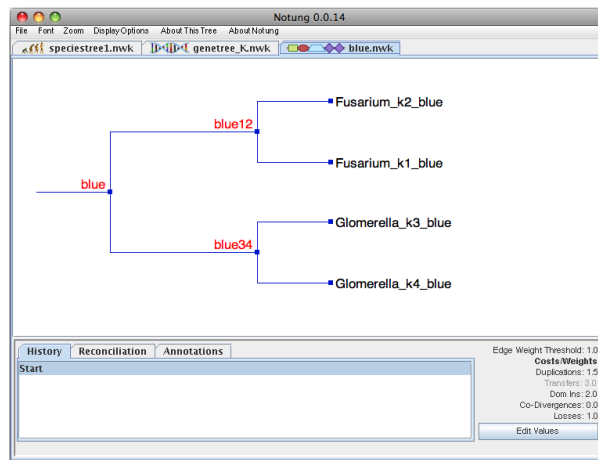 Notung 0.0.14
File Font Zoom DisplayOptions About This Tree About Notung
speciestree1.nwk genetree_K.nwk blue.nwk
Fusarium_k2_blue
blue12
Fusarium_k1_blue
blue
Glomerella_k3_blue
blue34
Glomerella_k4_blue
History Reconciliation Annotations
Start
Edge Weight Threshold: 1.0
Costs/Weights
Duplications: 1.5
Transfers: 3.0
Dom Ins: 2.0
Co-Divergences: 0.0
Losses: 1.0
Edit Values